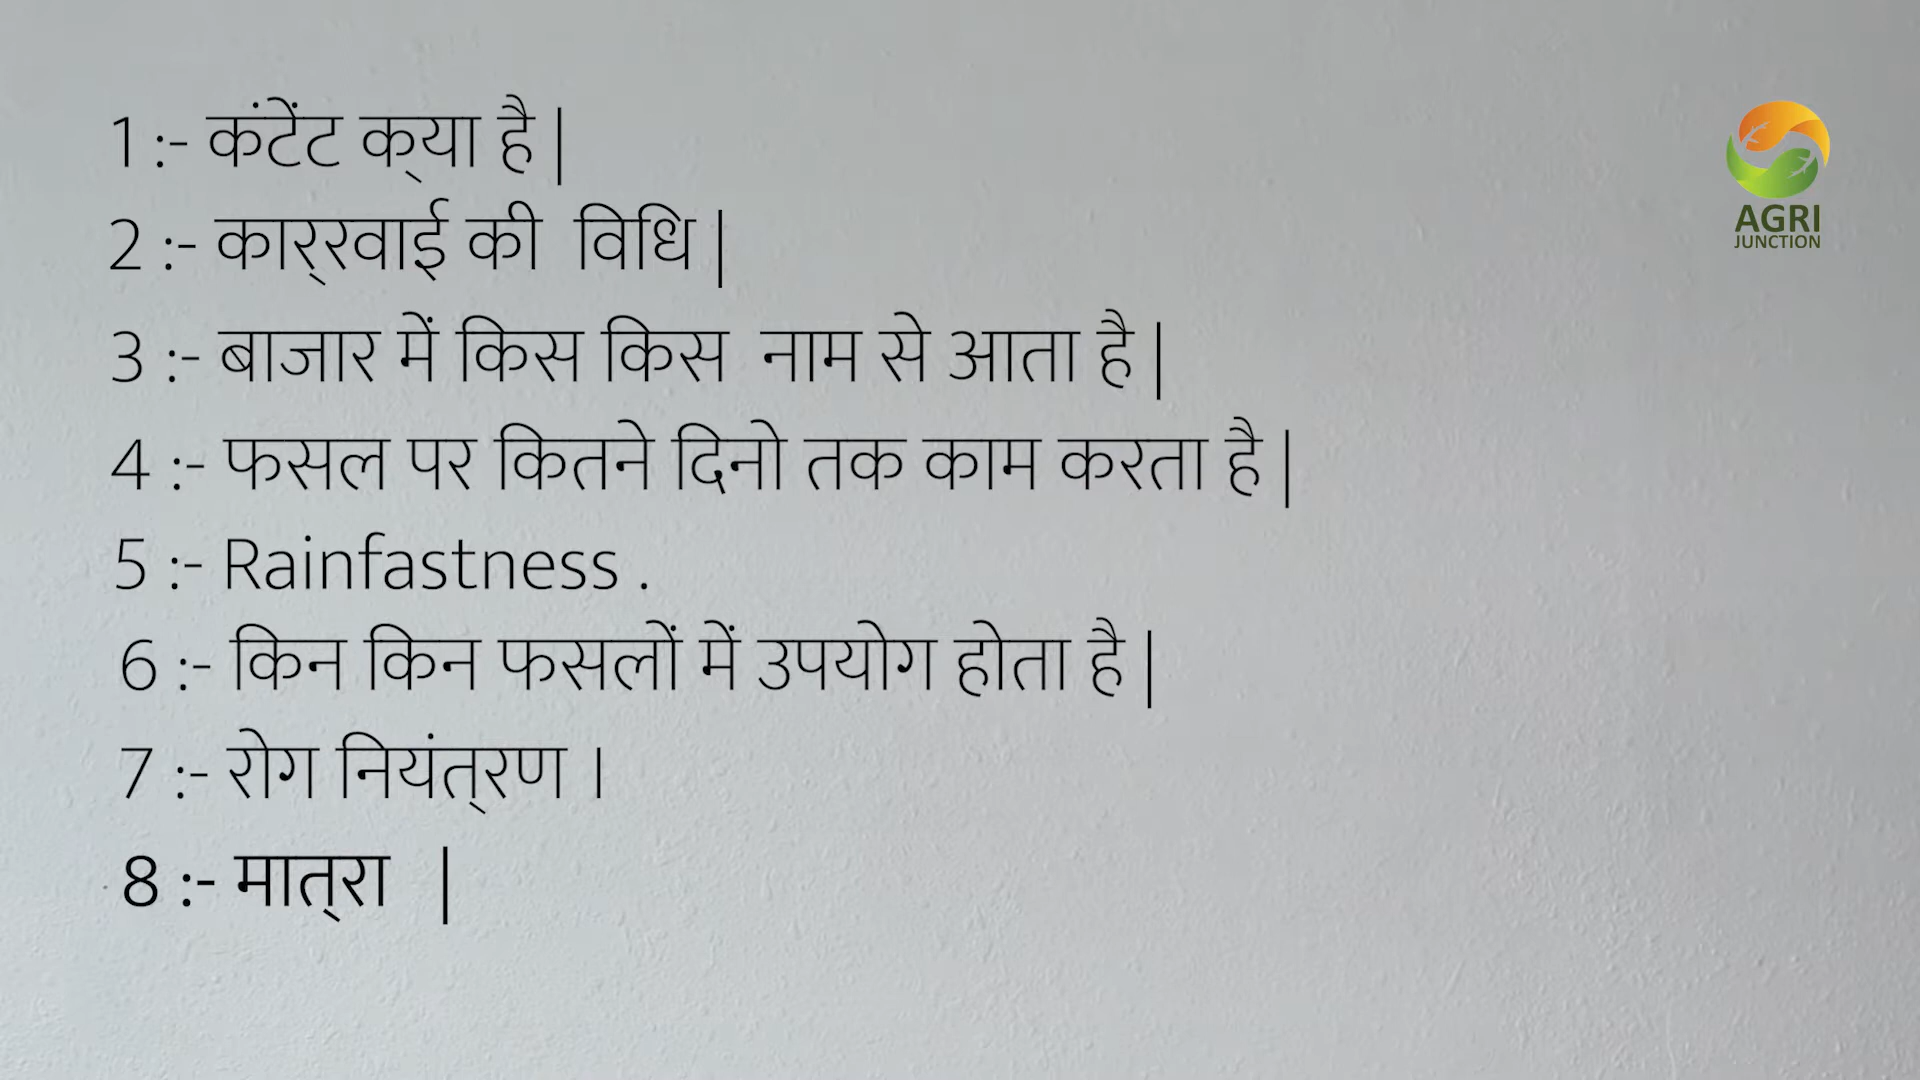 1 :- कंटेंट क्या है |
2 :- कार्रवाई की विधि |
3 :- बाजार में किस किस नाम से आता है |
4 :- फसल पर कितने दिनो तक काम करता है |
5 :- Rainfastness .
6 :- किन किन फसलों में उपयोग होता है |
7 :- रोग नियंत्रण ।
8 :- मात्रा |
AGRI
JUNCTION